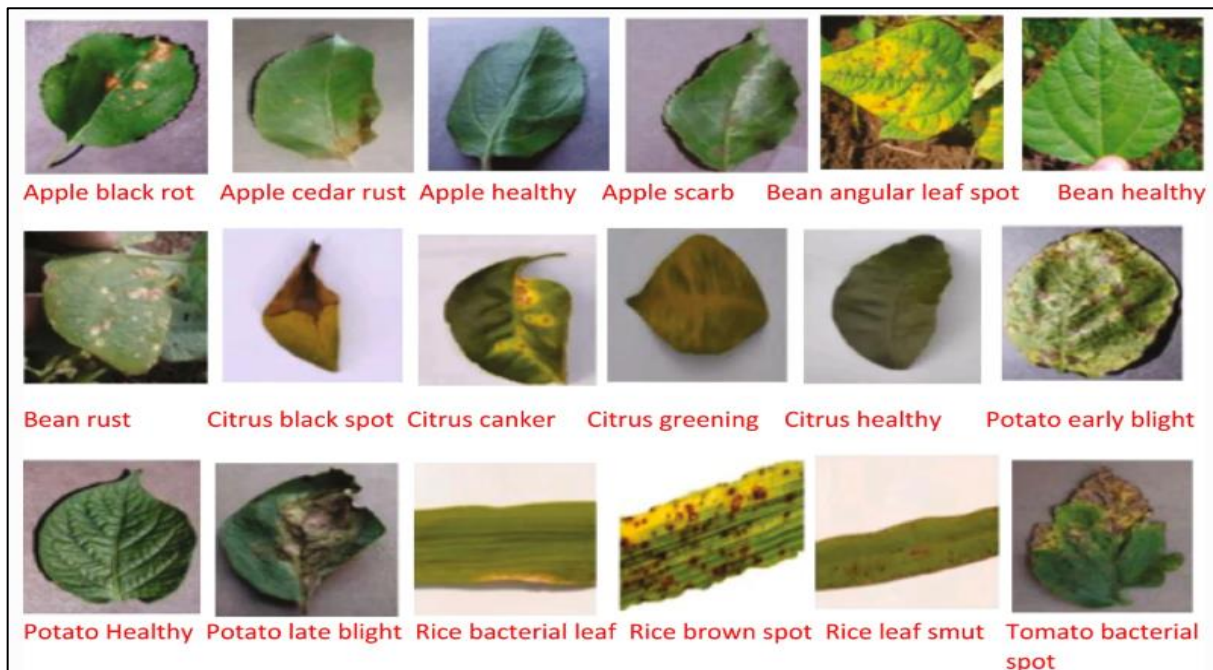 Apple black rot Apple cedar rust Apple healthy Apple scarb Bean angular leaf spot Bean healthy
Bean rust Citrus black spot Citrus canker Citrus greening Citrus healthy Potato early blight
Potato Healthy Potato late blight Rice bacterial leaf Rice brown spot Rice leaf smut Tomato bacterial
spot